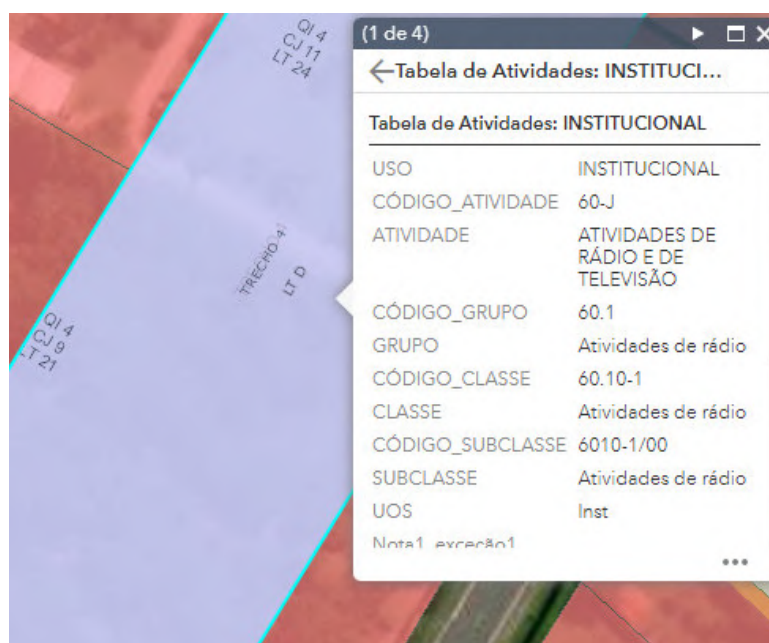 QI 4
CJ 11
LT 24
TRECHO 41
LT D
QI 4
CJ 9
LT 21
(1 de 4)
Tabela de Atividades: INSTITUCI...
Tabela de Atividades: INSTITUCIONAL
USO INSTITUCIONAL
CÓDIGO_ATIVIDADE 60-J
ATIVIDADE ATIVIDADES DE
RÁDIO E DE
TELEVISÃO
CÓDIGO_GRUPO 60.1
GRUPO Atividades de rádio
CÓDIGO_CLASSE 60.10-1
CLASSE Atividades de rádio
CÓDIGO_SUBCLASSE 6010-1/00
SUBCLASSE Atividades de rádio
UOS Inst
Nota1_exceção1